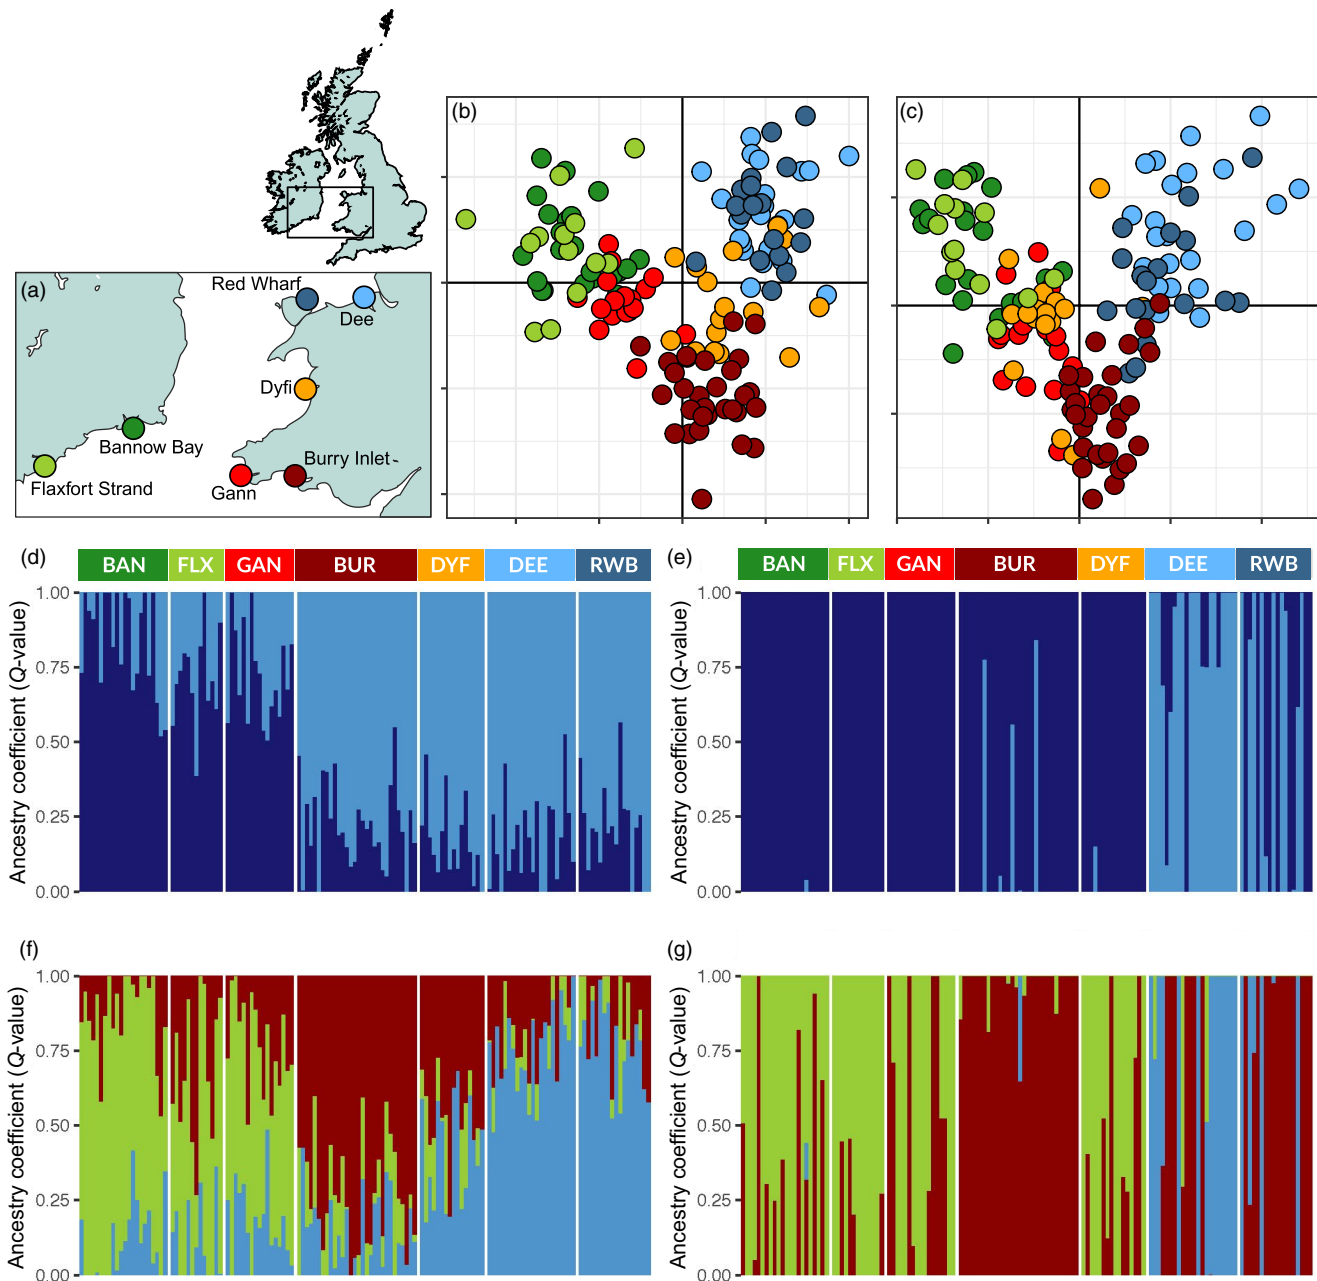 (a)
Red Wharf
Dee
Dyfi
Bannow Bay
Flaxfort Strand
Gann
Burry Inlet
(b)
(c)
(d)
BAN FLX GAN BUR DYF DEE RWB
Ancestry coefficient (Q-value)
1.00
0.75
0.50
0.25
0.00
(e)
BAN FLX GAN BUR DYF DEE RWB
Ancestry coefficient (Q-value)
1.00
0.75
0.50
0.25
0.00
(f)
Ancestry coefficient (Q-value)
1.00
0.75
0.50
0.25
0.00
(g)
Ancestry coefficient (Q-value)
1.00
0.75
0.50
0.25
0.00